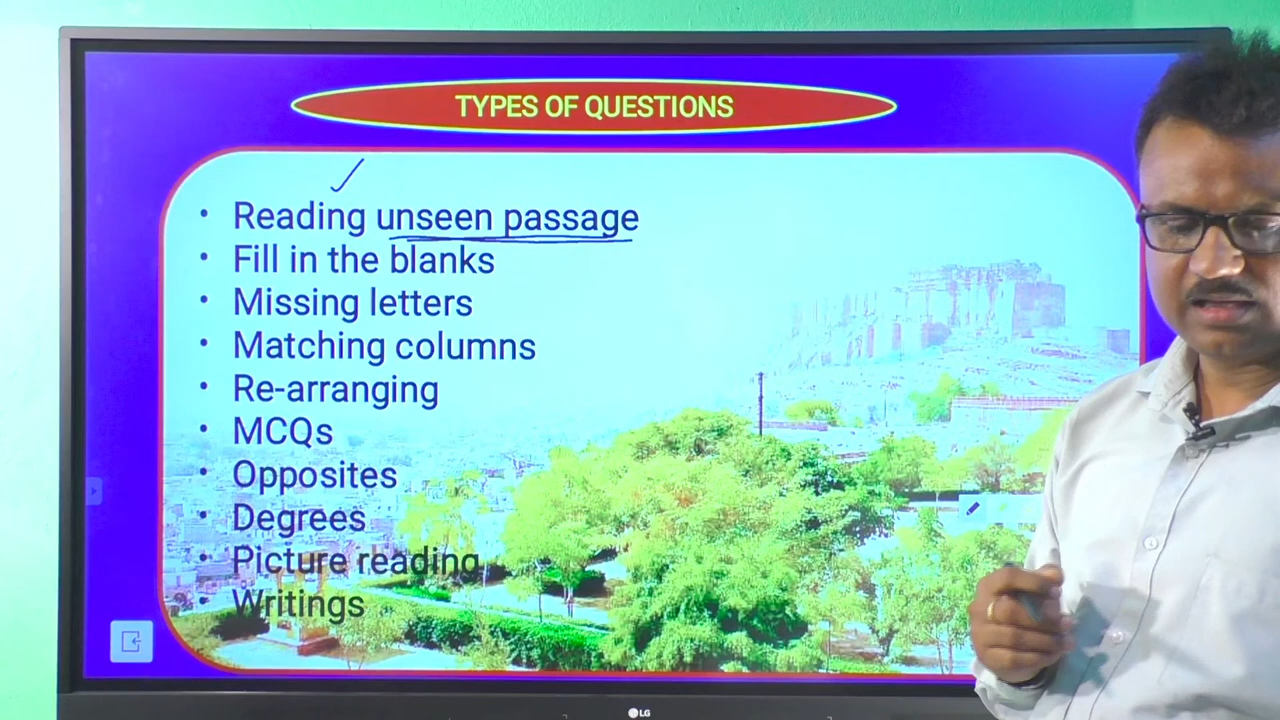 TYPES OF QUESTIONS
• Reading unseen passage
• Fill in the blanks
• Missing letters
• Matching columns
• Re-arranging
• MCQs
• Opposites
• Degrees
• Picture reading
• Writings
LG